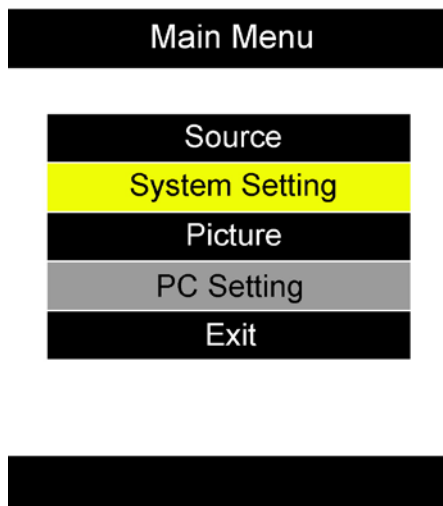 Main Menu
Source
System Setting
Picture
PC Setting
Exit